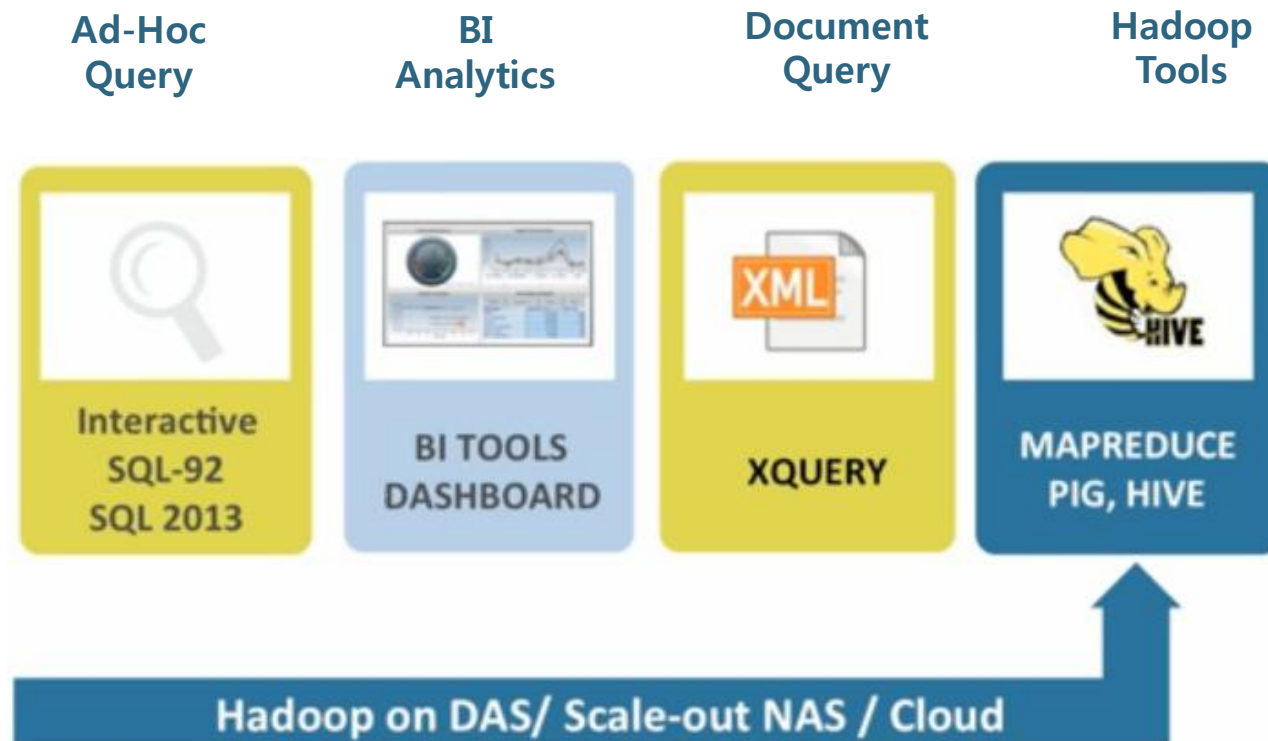 Ad-Hoc
Query
BI
Analytics
Document
Query
Hadoop
Tools
XML
HIVE
Interactive
SQL-92
SQL 2013
BI TOOLS
DASHBOARD
XQUERY
MAPREDUCE
PIG, HIVE
Hadoop on DAS/ Scale-out NAS / Cloud